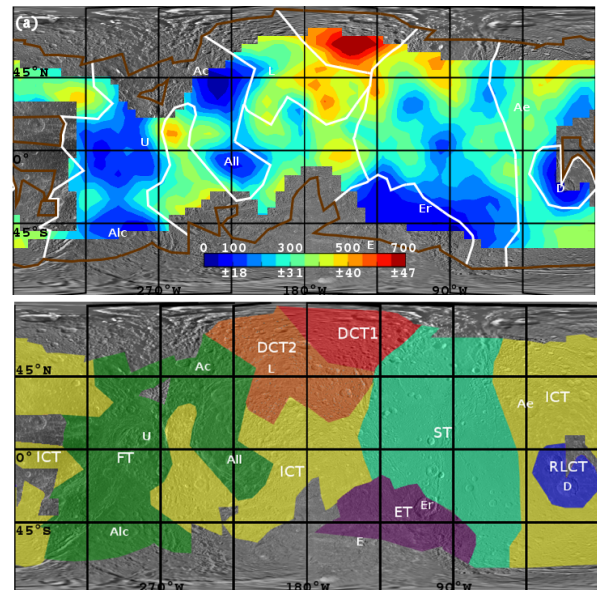 (a)
Ac L
45°N
Ae
U
0° All
D
Er
Alc
45°S
E
0 100 300 500 700
±18 ±31 ±40 ±47
270°W 180°W 90°W
DCT1
DCT2
Ac L
45°N
Ae ICT
U ST
0° ICT FT All ICT RLCT
D
Er
ET
Alc
45°S
E
270°W 180°W 90°W